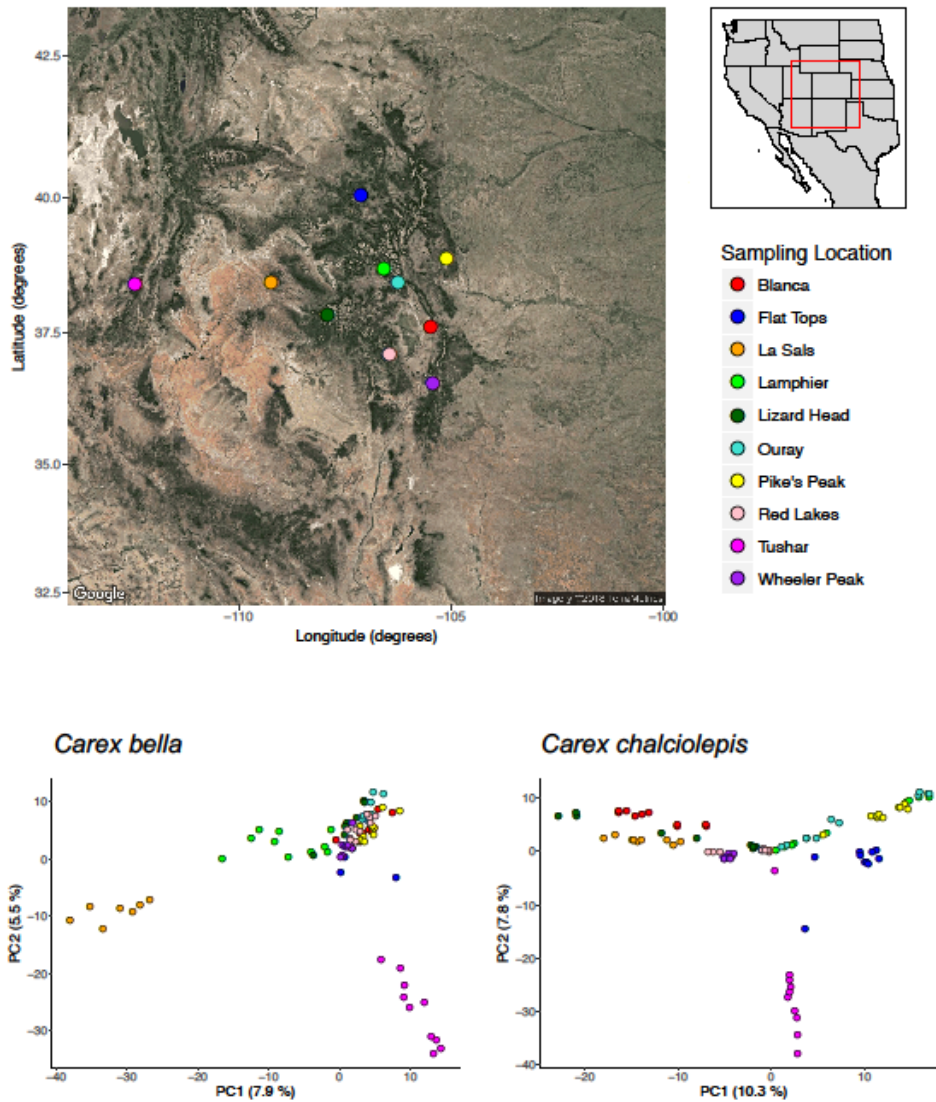 42.5
40.0
37.5
35.0
32.5
Latitude (degrees)
Google
-110
-105
-100
Longitude (degrees)
Sampling Location
Blanca
Flat Tops
La Sals
Lamphier
Lizard Head
Ouray
Pike's Peak
Red Lakes
Tushar
Wheeler Peak
Carex bella
10
0
-10
-20
-30
PC2 (5.5 %)
-40
-30
-20
-10
0
10
PC1 (7.9 %)
Carex chalciolepis
10
0
-10
-20
-30
-40
PC2 (7.8 %)
-20
-10
0
10
PC1 (10.3 %)